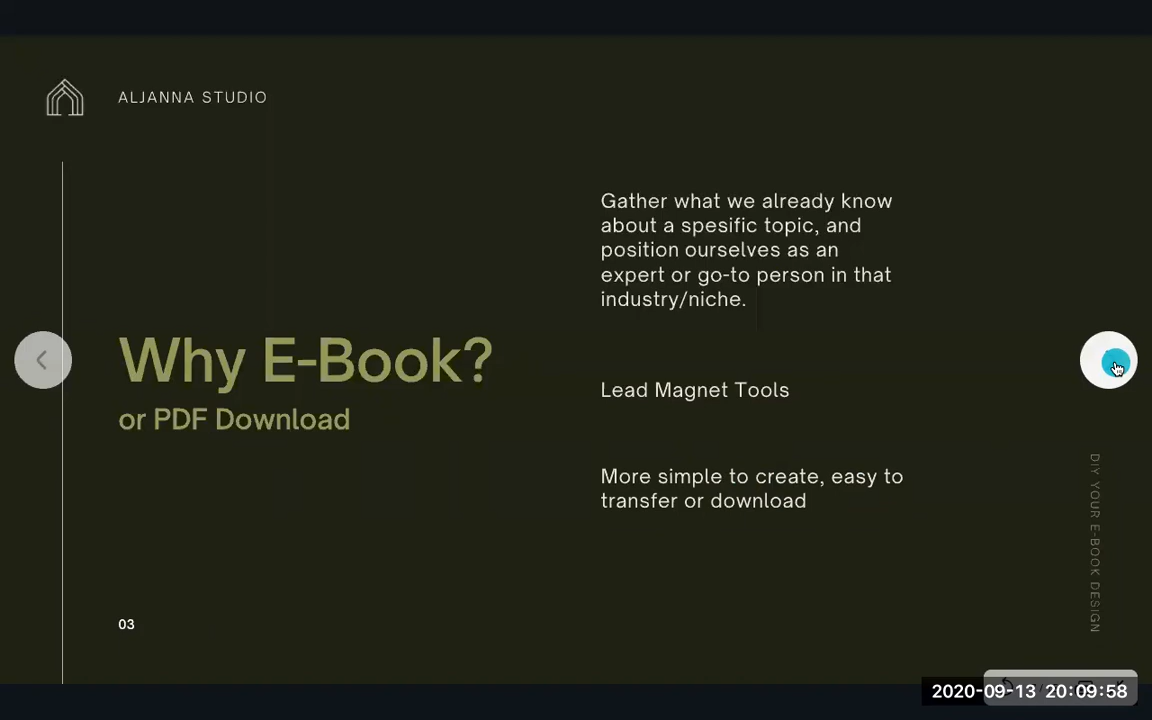 ALJANNA STUDIO
Why E-Book?
or PDF Download
Gather what we already know
about a spesific topic, and
position ourselves as an
expert or go-to person in that
industry/niche.
Lead Magnet Tools
More simple to create, easy to
transfer or download
DIY YOUR E-BOOK DESIGN
03
2020-09-13 20:09:58